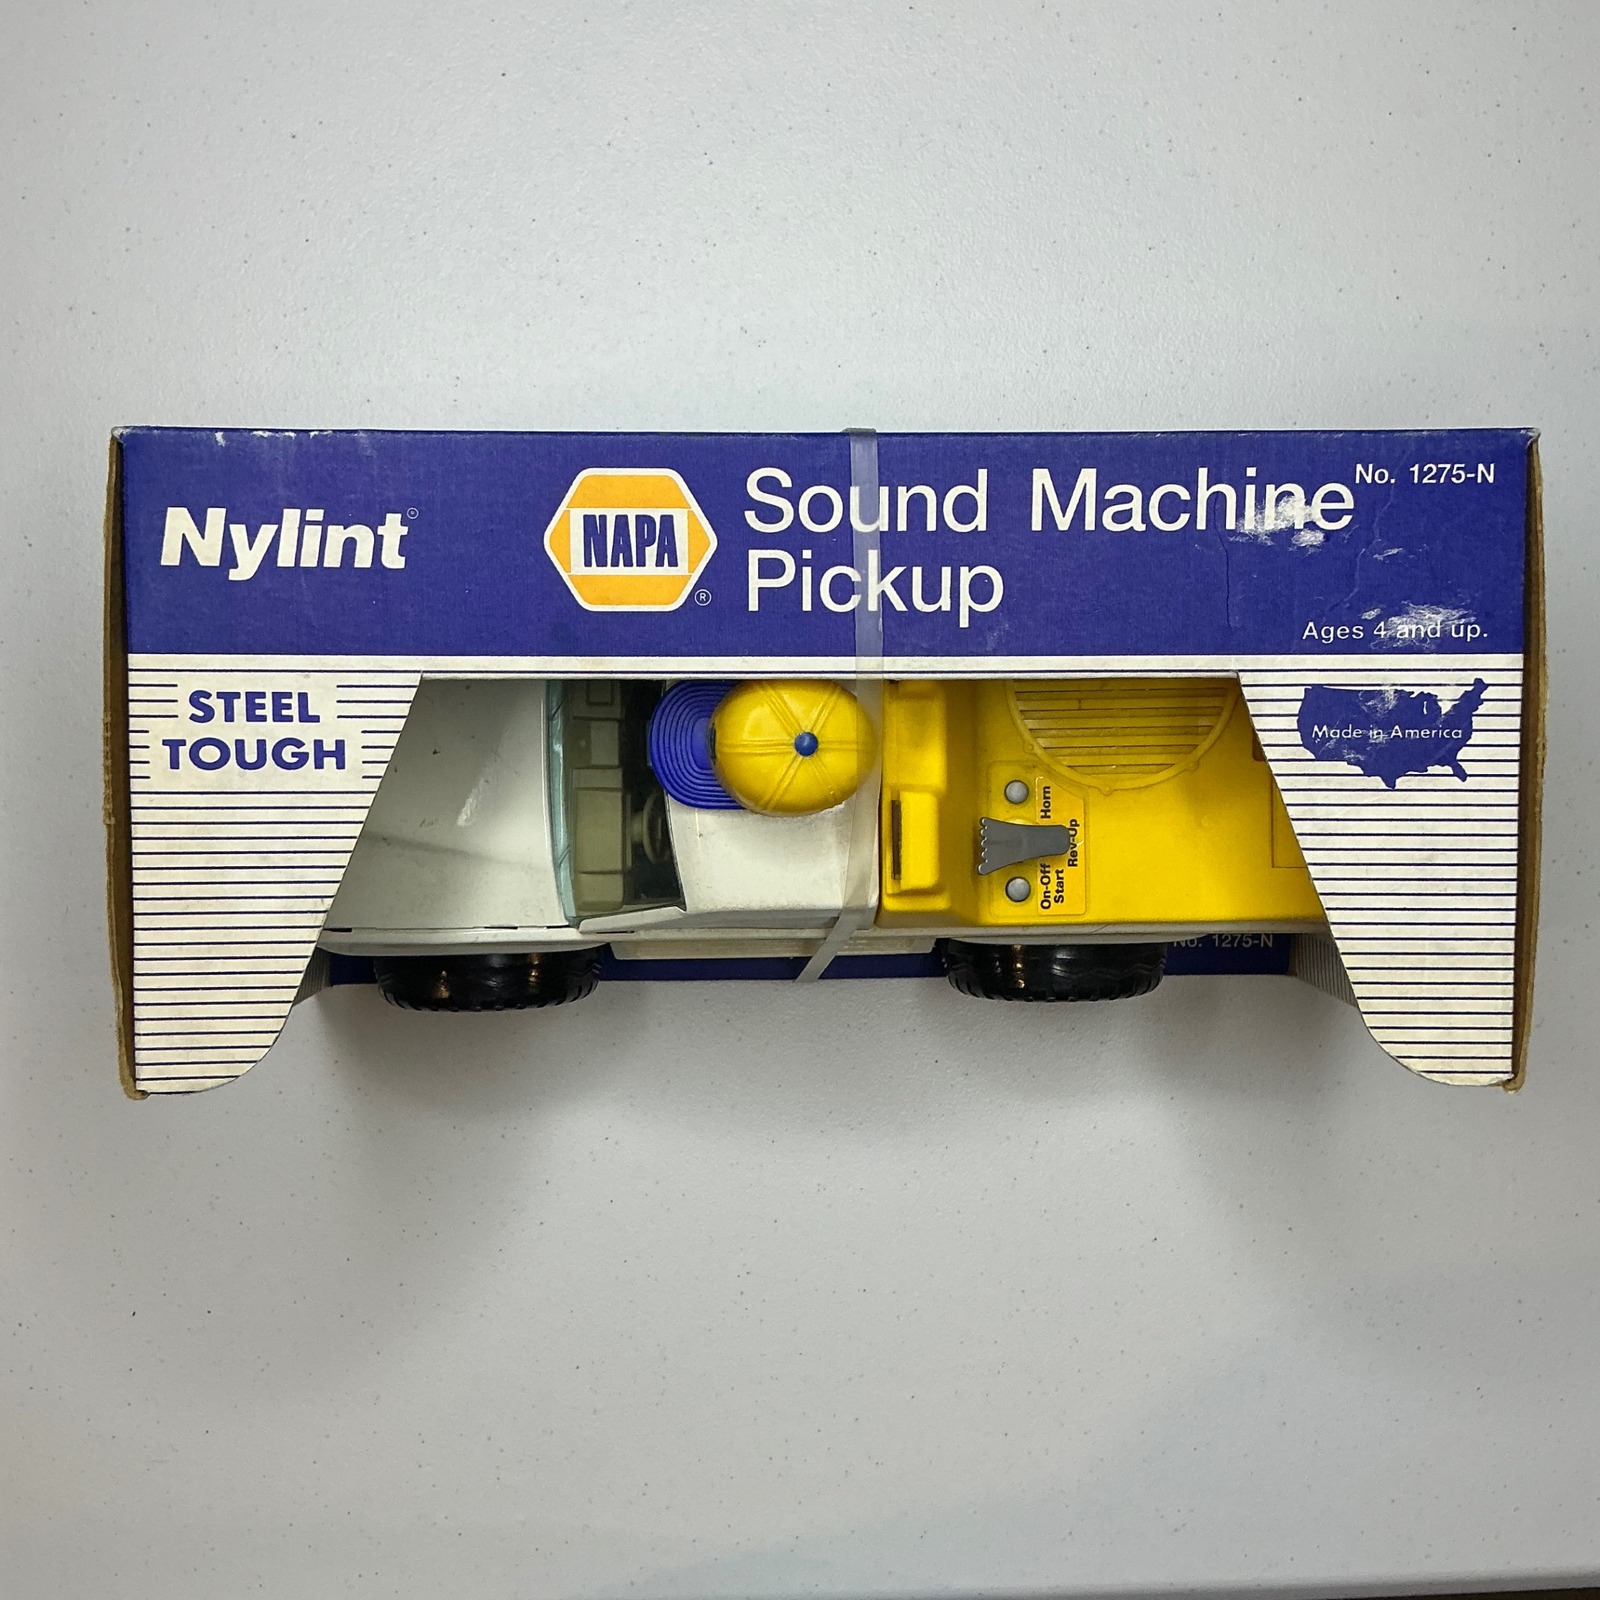 Nylint®
NAPA®
Sound Machine
Pickup
No. 1275-N
Ages 4 and up.
STEEL
TOUGH
Made in America
Horn
Rev-Up
On-Off
Start
No. 1275-N